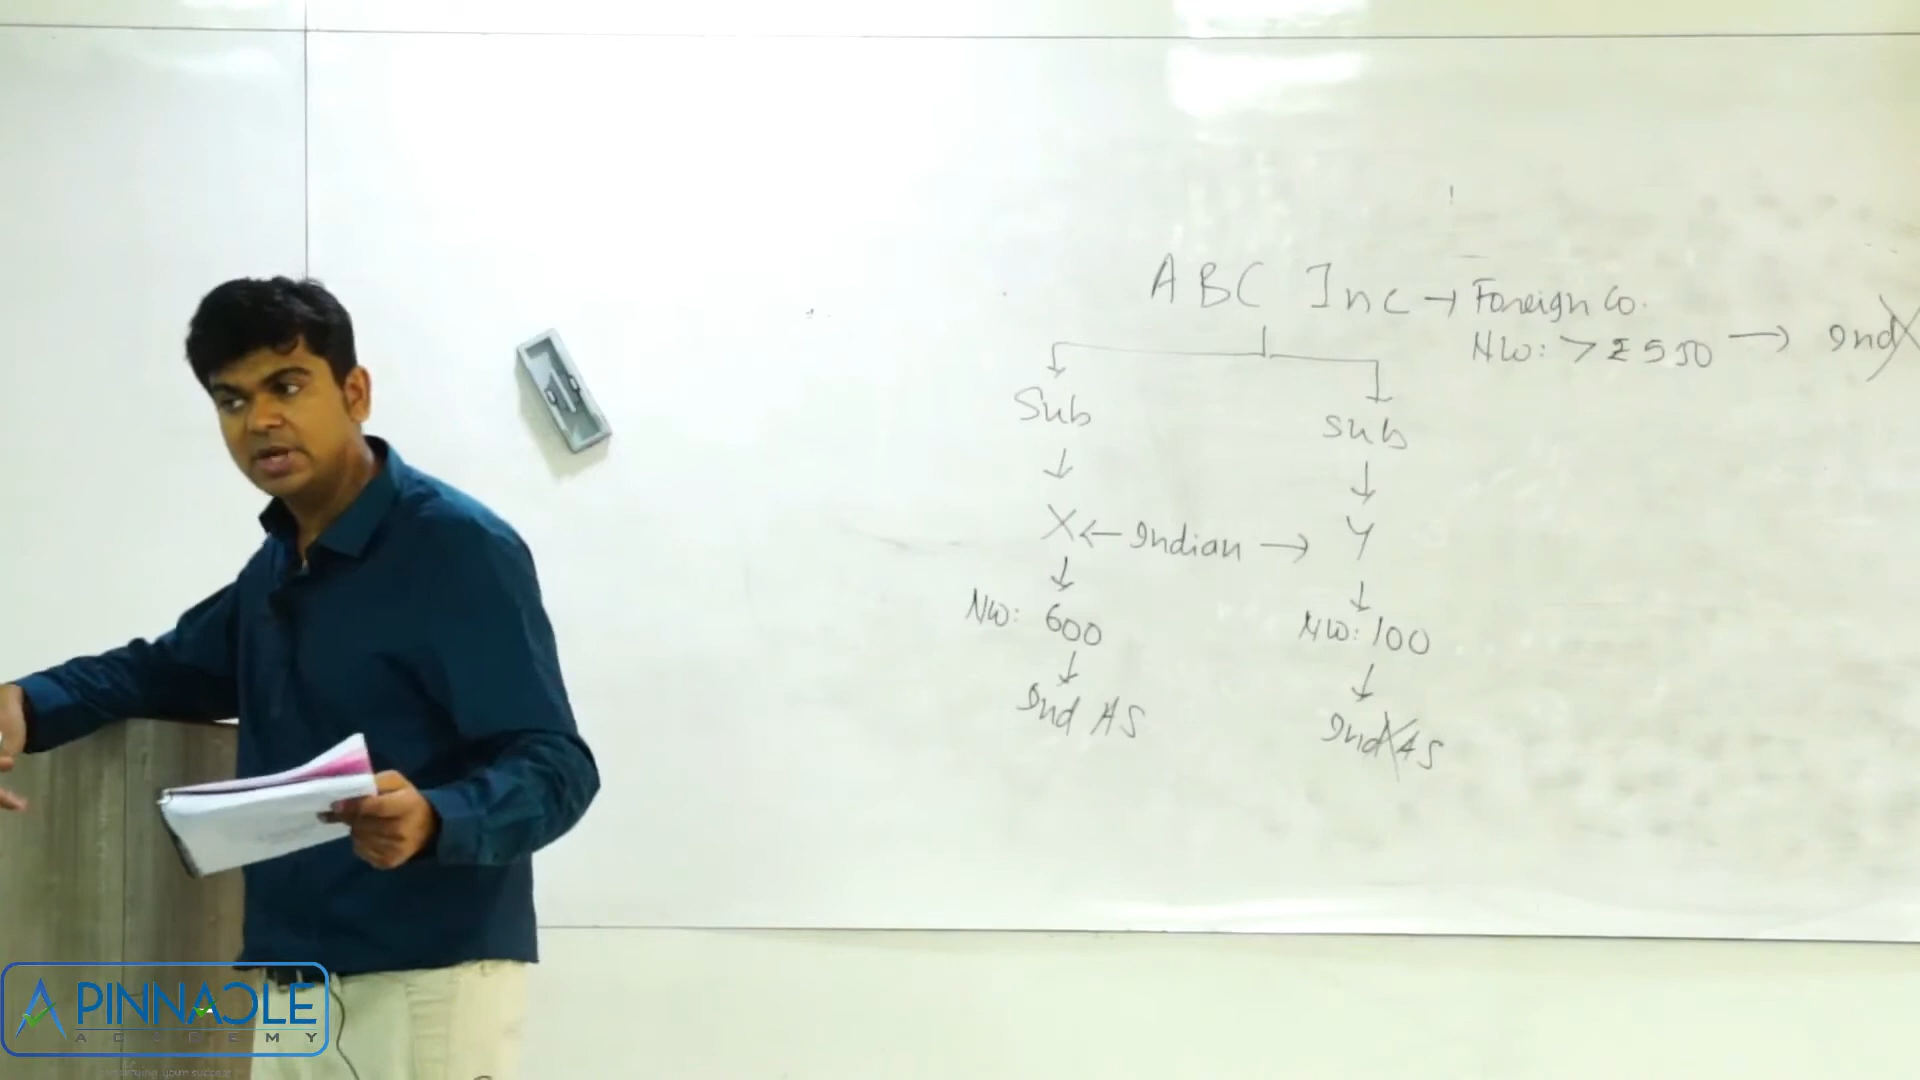 ABC Inc → Foreign Co.
NW: > ₹ 550 → Ind
Sub
Sub
X ← Indian → Y
NW: 600
NW: 100
Ind AS
Ind AS
PINNACLE
ACADEMY